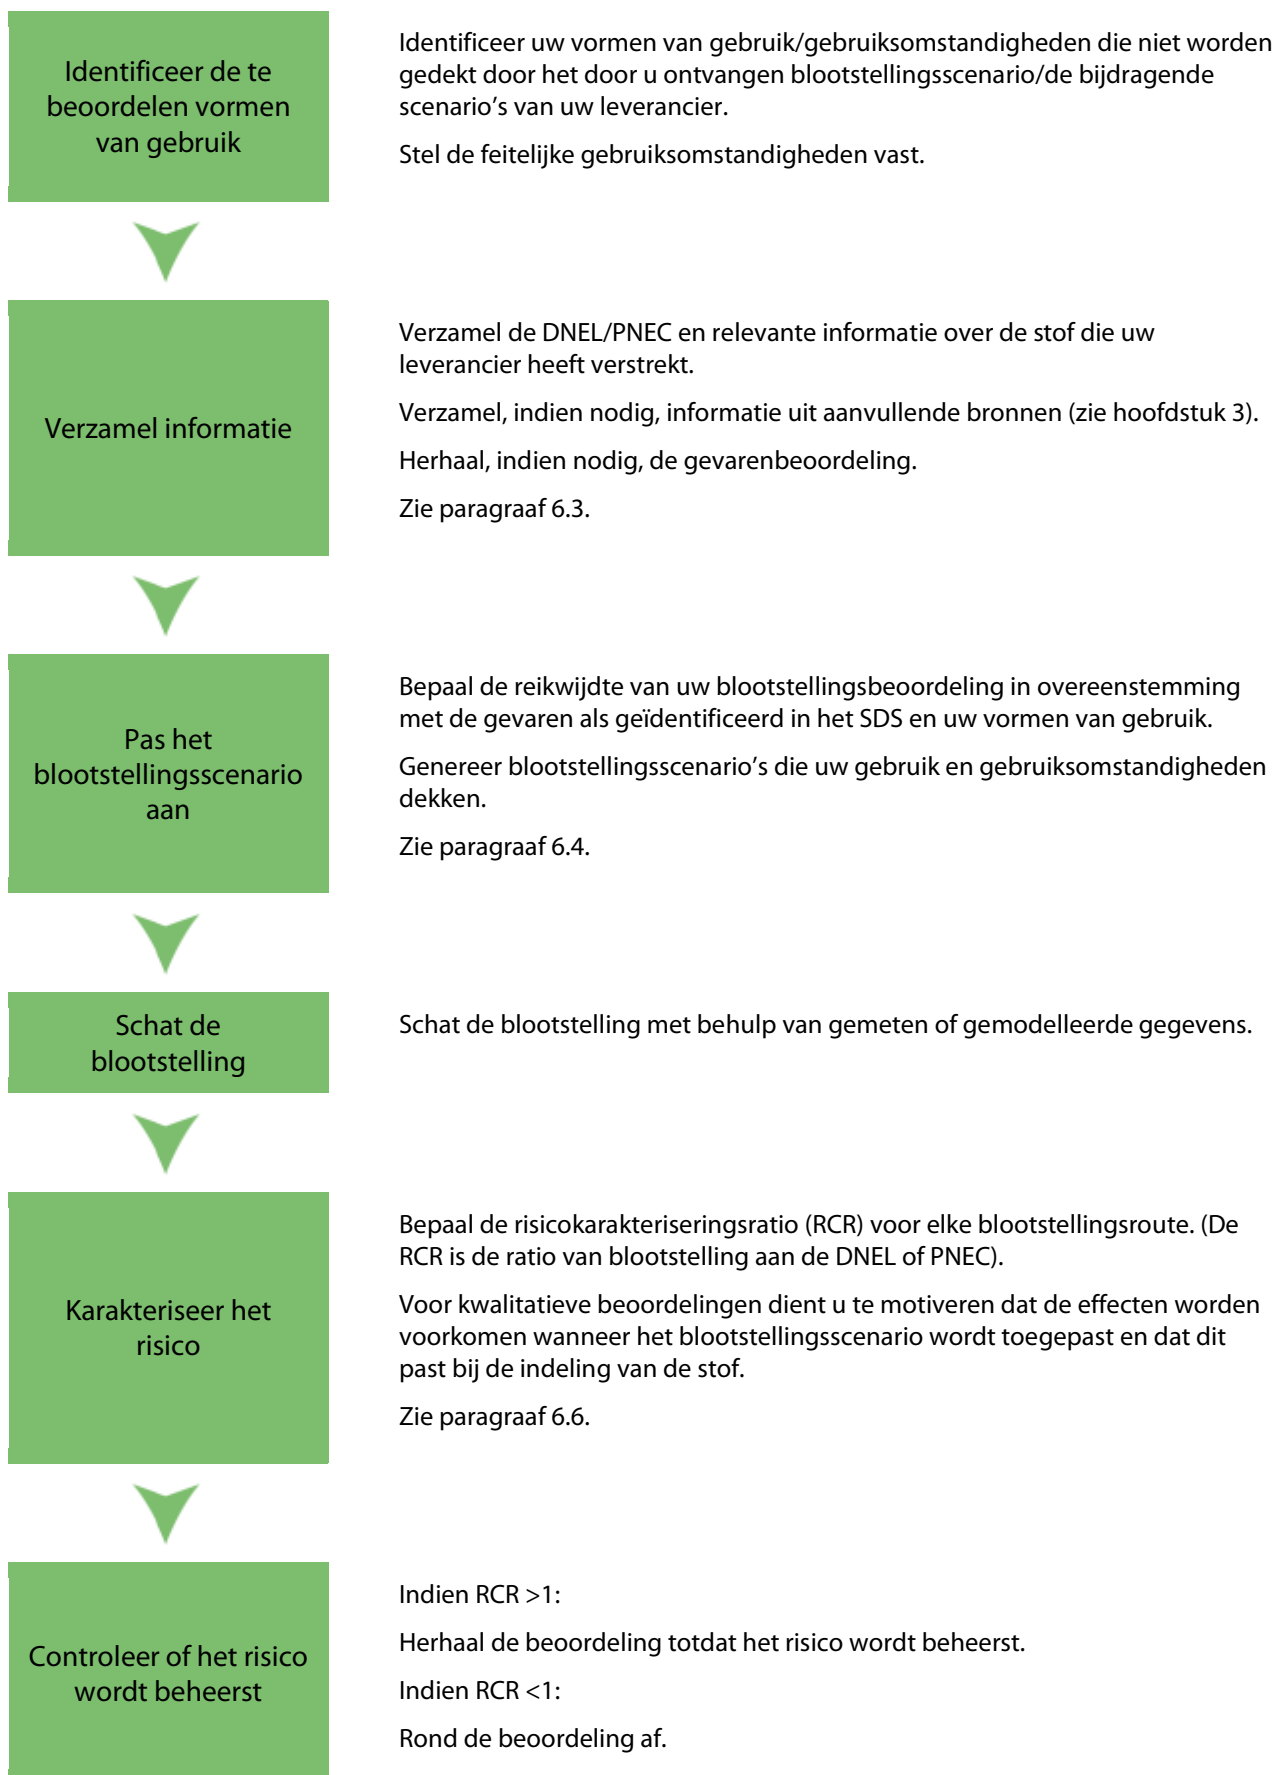 Identificeer de te
beoordelen vormen
van gebruik
Identificeer uw vormen van gebruik/gebruiksomstandigheden die niet worden
gedekt door het door u ontvangen blootstellingsscenario/de bijdragende
scenario’s van uw leverancier.
Stel de feitelijke gebruiksomstandigheden vast.
Verzamel informatie
Verzamel de DNEL/PNEC en relevante informatie over de stof die uw
leverancier heeft verstrekt.
Verzamel, indien nodig, informatie uit aanvullende bronnen (zie hoofdstuk 3).
Herhaal, indien nodig, de gevarenbeoordeling.
Zie paragraaf 6.3.
Pas het
blootstellingsscenario
aan
Bepaal de reikwijdte van uw blootstellingsbeoordeling in overeenstemming
met de gevaren als geïdentificeerd in het SDS en uw vormen van gebruik.
Genereer blootstellingsscenario’s die uw gebruik en gebruiksomstandigheden
dekken.
Zie paragraaf 6.4.
Schat de
blootstelling
Schat de blootstelling met behulp van gemeten of gemodelleerde gegevens.
Karakteriseer het
risico
Bepaal de risicokarakteriseringsratio (RCR) voor elke blootstellingsroute. (De
RCR is de ratio van blootstelling aan de DNEL of PNEC).
Voor kwalitatieve beoordelingen dient u te motiveren dat de effecten worden
voorkomen wanneer het blootstellingsscenario wordt toegepast en dat dit
past bij de indeling van de stof.
Zie paragraaf 6.6.
Controleer of het risico
wordt beheerst
Indien RCR >1:
Herhaal de beoordeling totdat het risico wordt beheerst.
Indien RCR <1:
Rond de beoordeling af.